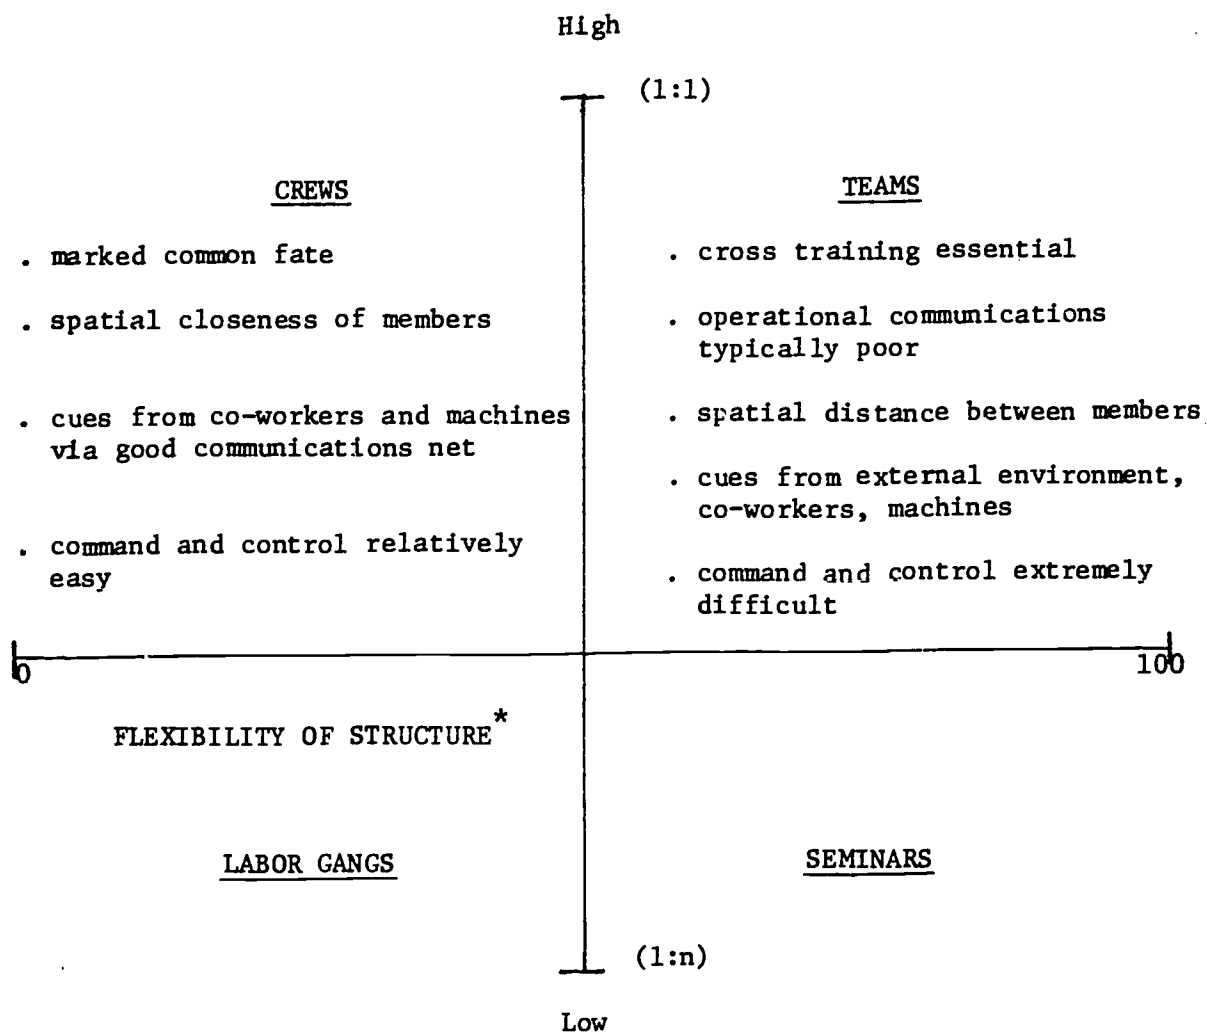 High
(1:1)
CREWS
. marked common fate
. spatial closeness of members
. cues from co-workers and machines
via good communications net
. command and control relatively
easy
TEAMS
. cross training essential
. operational communications
typically poor
. spatial distance between members
. cues from external environment,
co-workers, machines
. command and control extremely
difficult
0
100
FLEXIBILITY OF STRUCTURE*
LABOR GANGS
SEMINARS
(1:n)
Low